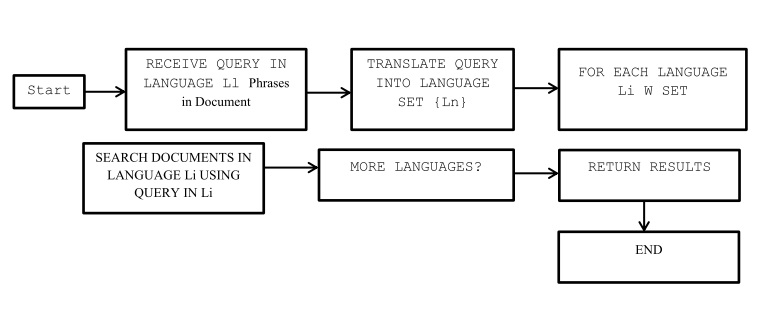 Start
RECEIVE QUERY IN
LANGUAGE Ll Phrases
in Document
TRANSLATE QUERY
INTO LANGUAGE
SET {Ln}
FOR EACH LANGUAGE
Li W SET
SEARCH DOCUMENTS IN
LANGUAGE Li USING
QUERY IN Li
MORE LANGUAGES?
RETURN RESULTS
END